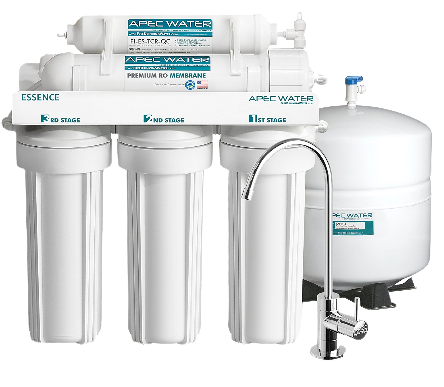 APEC WATER
FI-ES-TCR-QC
APEC WATER
PREMIUM RO MEMBRANE
ESSENCE
APEC WATER
3RD STAGE
2ND STAGE
1ST STAGE
APEC WATER